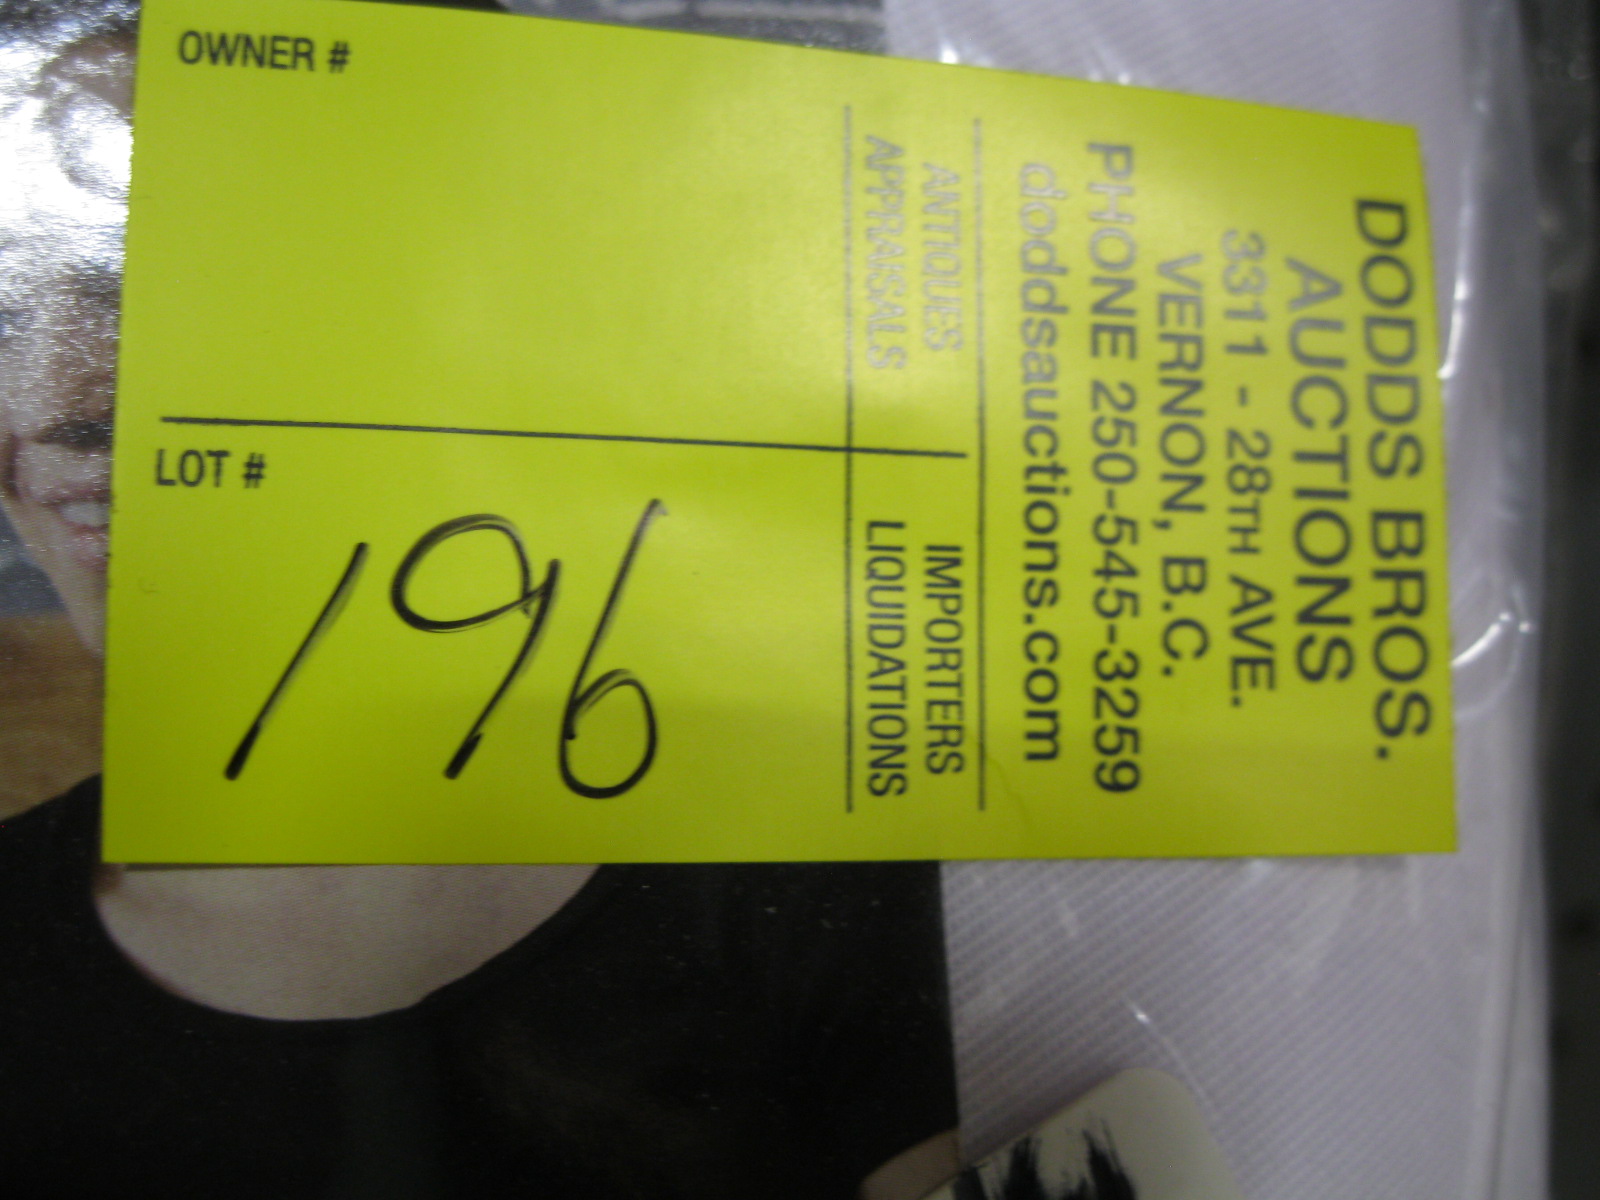 DODDS BROS.
AUCTIONS
3311 - 28TH AVE.
VERNON, B.C.
PHONE 250-545-3259
doddsauctions.com
ANTIQUES IMPORTERS
APPRAISALS LIQUIDATIONS
OWNER #
LOT #
196